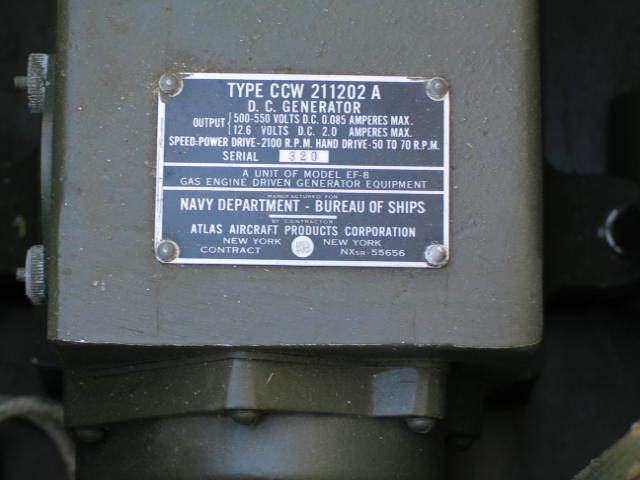 TYPE CCW 211202 A
D. C. GENERATOR
OUTPUT { 500-550 VOLTS D.C. 0.085 AMPERES MAX.
12.6 VOLTS D.C. 2.0 AMPERES MAX.
SPEED-POWER DRIVE-2100 R.P.M. HAND DRIVE-50 TO 70 R.P.M.
SERIAL 320
A UNIT OF MODEL EF-8
GAS ENGINE DRIVEN GENERATOR EQUIPMENT
MANUFACTURED FOR
NAVY DEPARTMENT - BUREAU OF SHIPS
BY CONTRACTOR
ATLAS AIRCRAFT PRODUCTS CORPORATION
NEW YORK NEW YORK
CONTRACT NXSR-55656